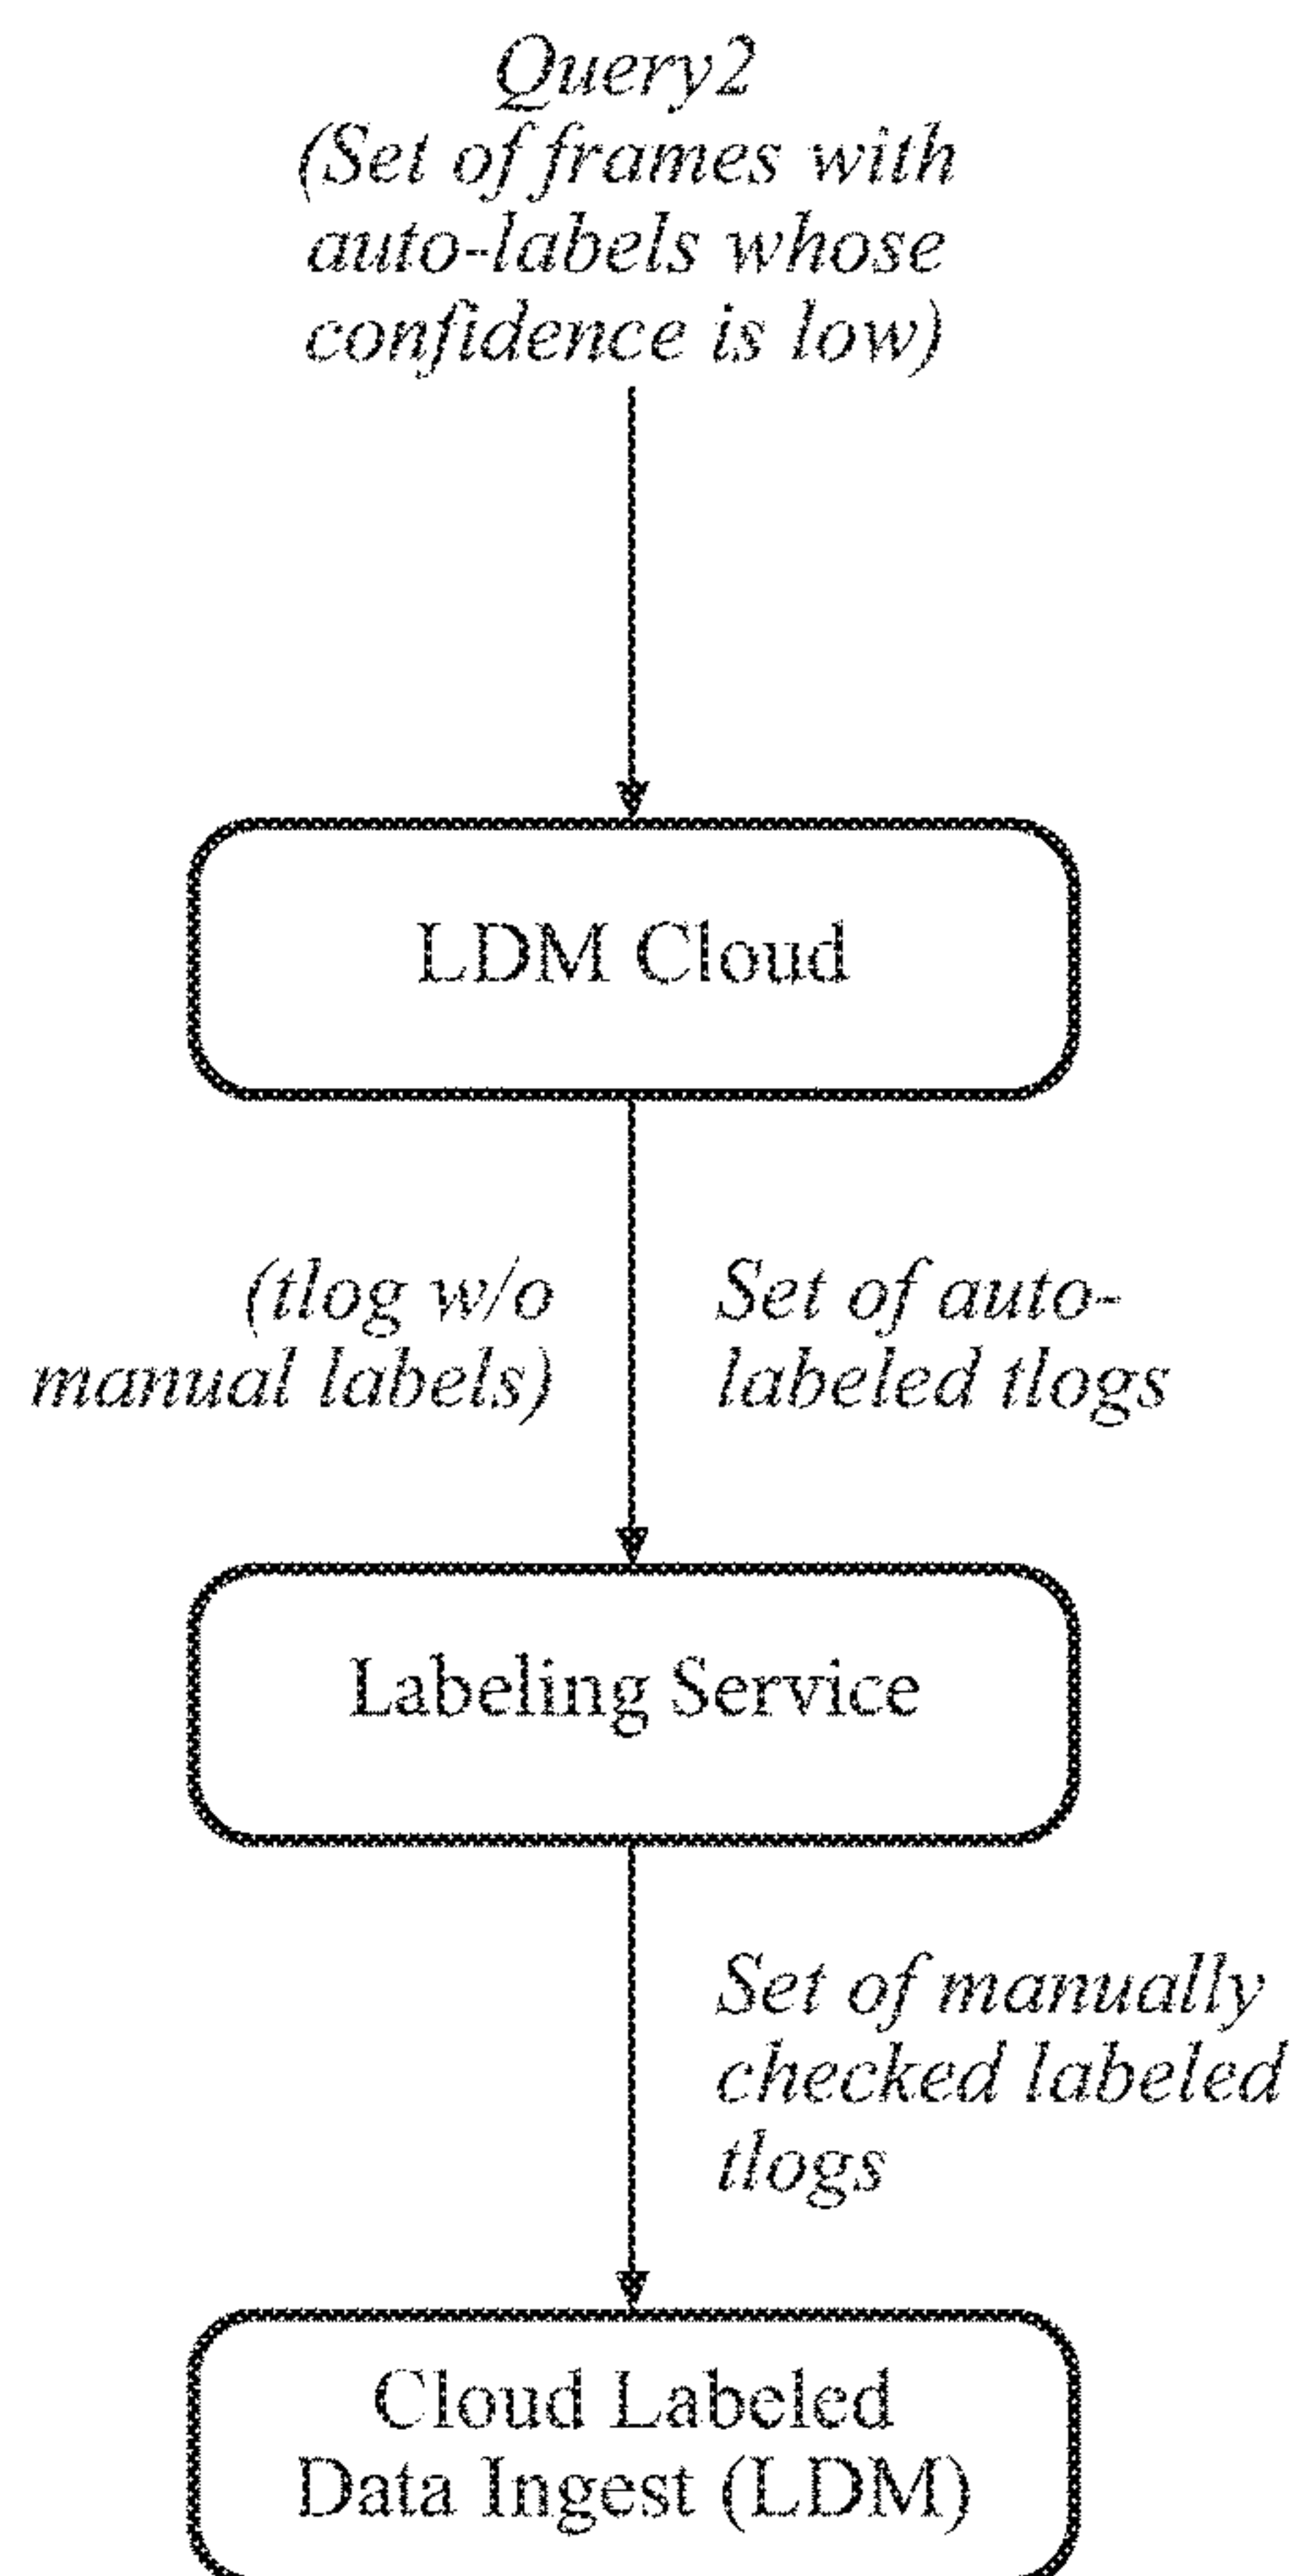 Query2
(Set of frames with
auto-labels whose
confidence is low)
LDM Cloud
(tlog w/o
manual labels)
Set of auto-
labeled tlogs
Labeling Service
Set of manually
checked labeled
tlogs
Cloud Labeled
Data Ingest (LDM)